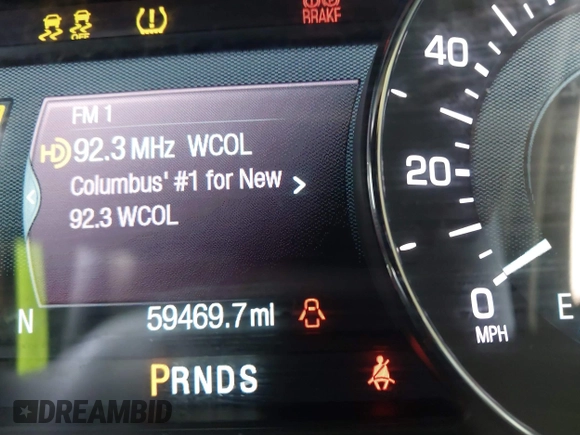 OFF
BRAKE
FM 1
HD 92.3 MHz WCOL
Columbus' #1 for New
92.3 WCOL
N
59469.7 mi
PRNDS
40
20
0
MPH
E
DREAMBID